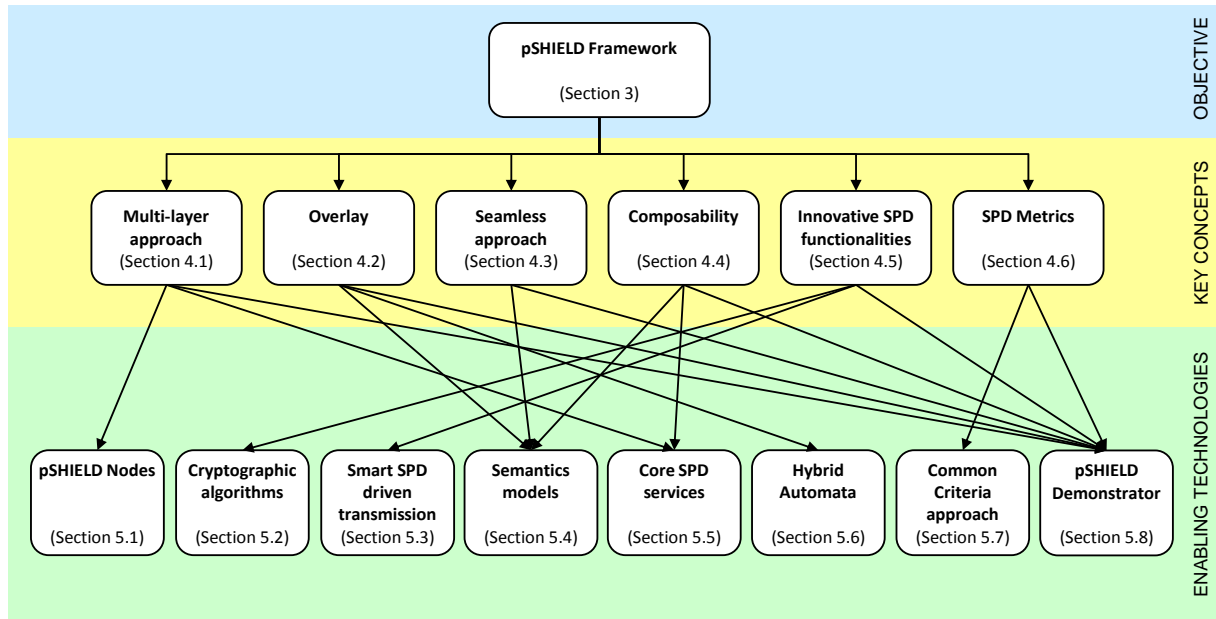 pSHIELD Framework
(Section 3)
OBJECTIVE
Multi-layer
approach
(Section 4.1)
Overlay
(Section 4.2)
Seamless
approach
(Section 4.3)
Composability
(Section 4.4)
Innovative SPD
functionalities
(Section 4.5)
SPD Metrics
(Section 4.6)
KEY CONCEPTS
pSHIELD Nodes
(Section 5.1)
Cryptographic
algorithms
(Section 5.2)
Smart SPD
driven
transmission
(Section 5.3)
Semantics
models
(Section 5.4)
Core SPD
services
(Section 5.5)
Hybrid
Automata
(Section 5.6)
Common
Criteria
approach
(Section 5.7)
pSHIELD
Demonstrator
(Section 5.8)
ENABLING TECHNOLOGIES